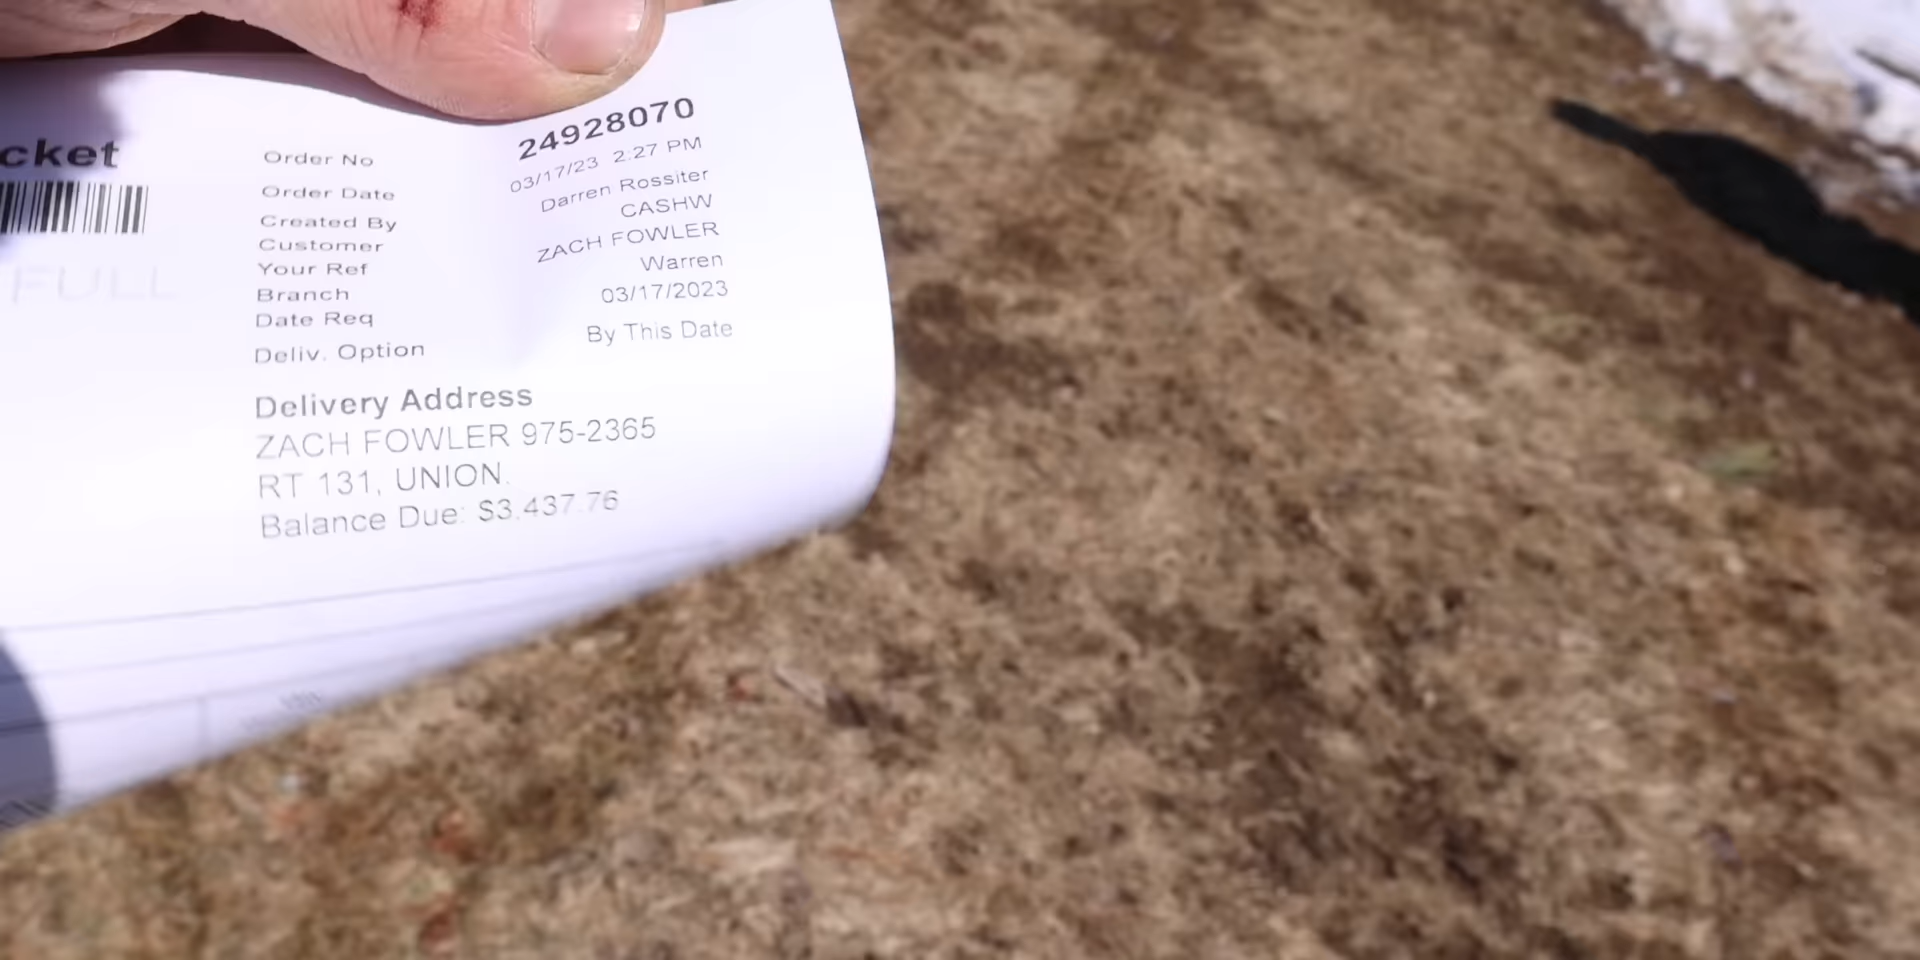 cket
FULL
Order No 24928070
Order Date 03/17/23 2:27 PM
Created By Darren Rossiter
Customer CASHW
Your Ref ZACH FOWLER
Branch Warren
Date Req 03/17/2023
Deliv. Option By This Date
Delivery Address
ZACH FOWLER 975-2365
RT 131, UNION.
Balance Due: $3,437.76